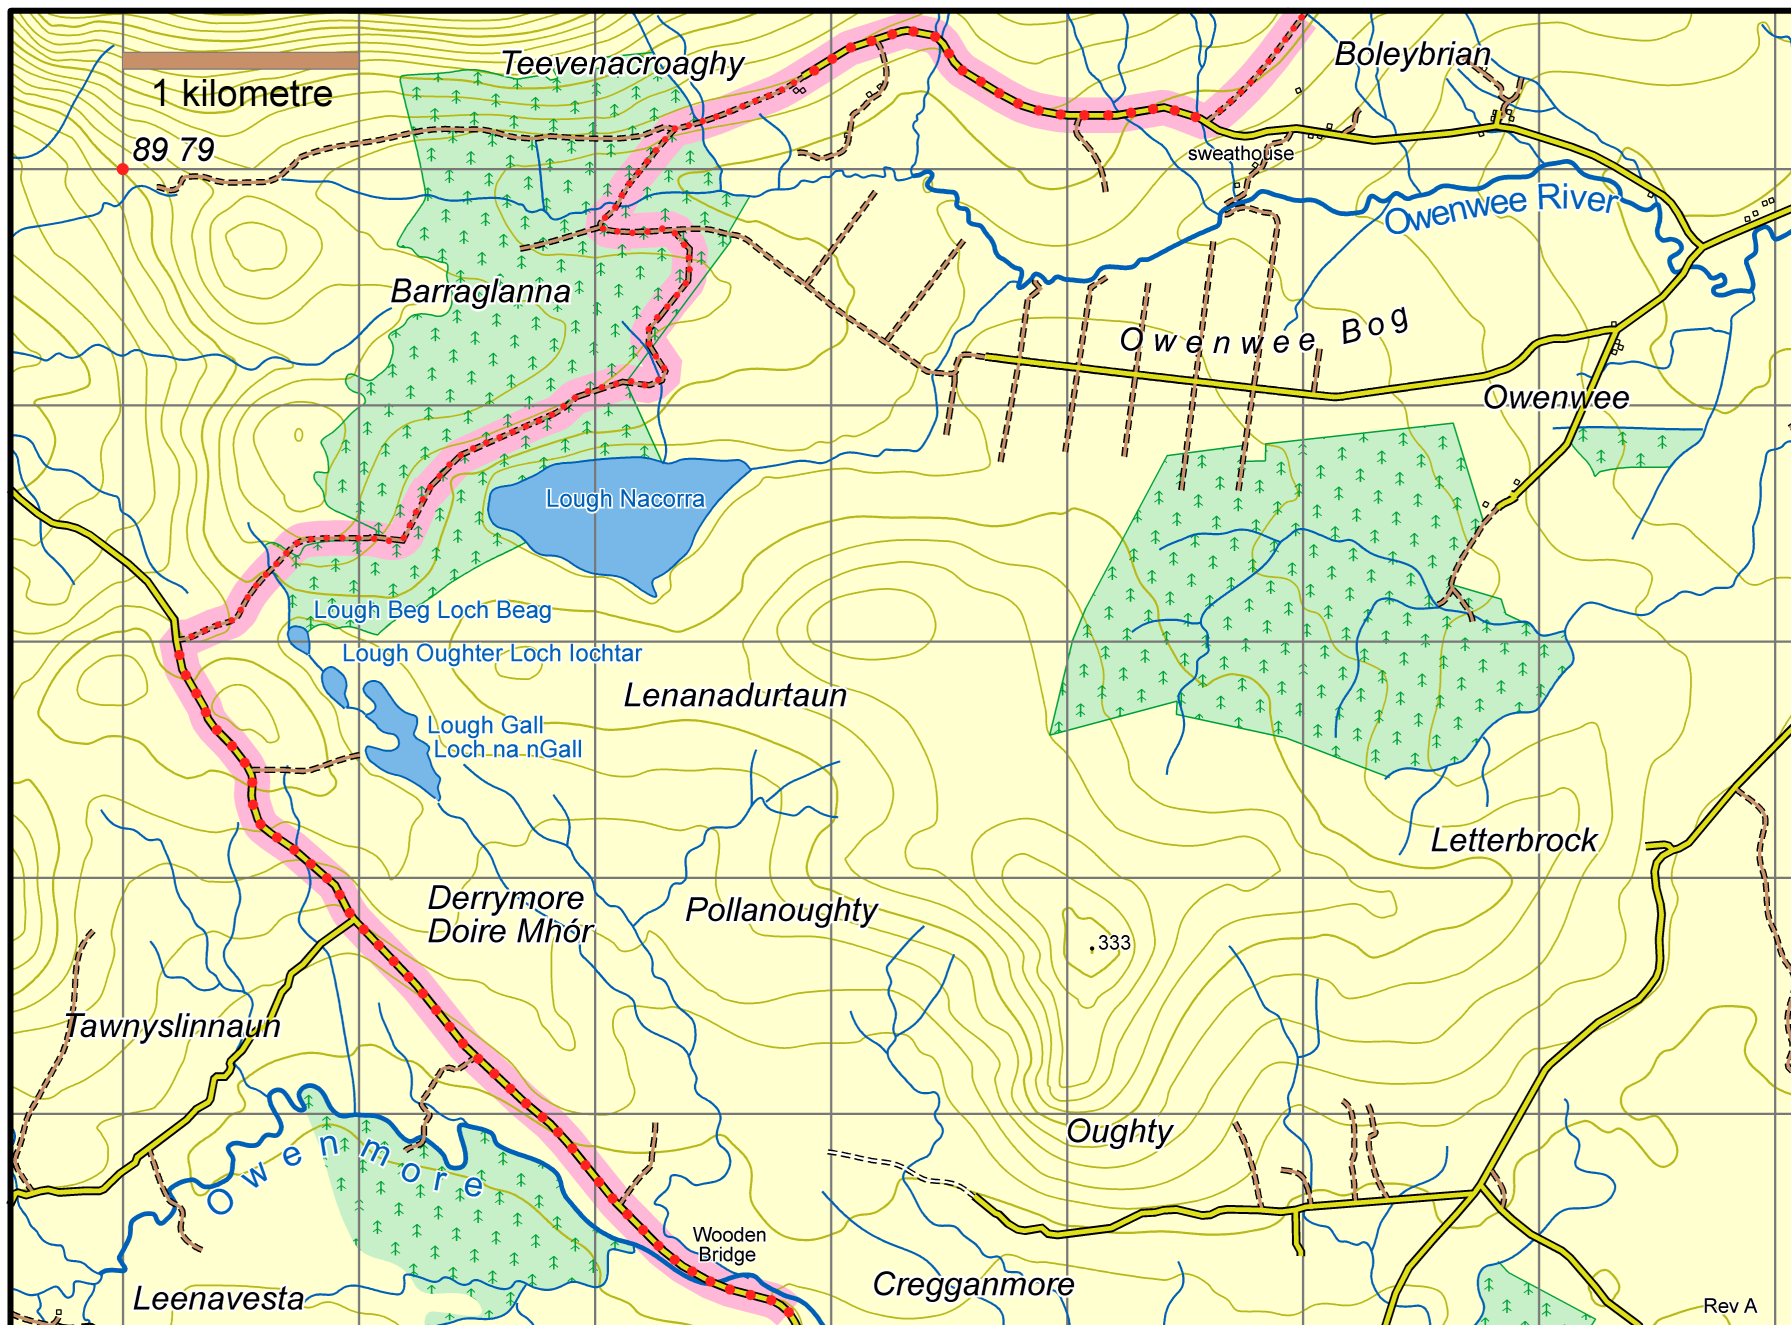 Teevenacroaghy
Boleybrian
1 kilometre
89 79
sweathouse
Owenwee River
Barraglanna
Owenwee Bog
Owenwee
Lough Nacorra
Lough Beg Loch Beag
Lough Oughter Loch Iochtar
Lenanadurtaun
Lough Gall
Loch na nGall
Letterbrock
Derrymore
Doire Mhór
Pollanoughty
333
Tawnyslinnaun
Oughty
Owenmore
Wooden
Bridge
Cregganmore
Leenavesta
Rev A